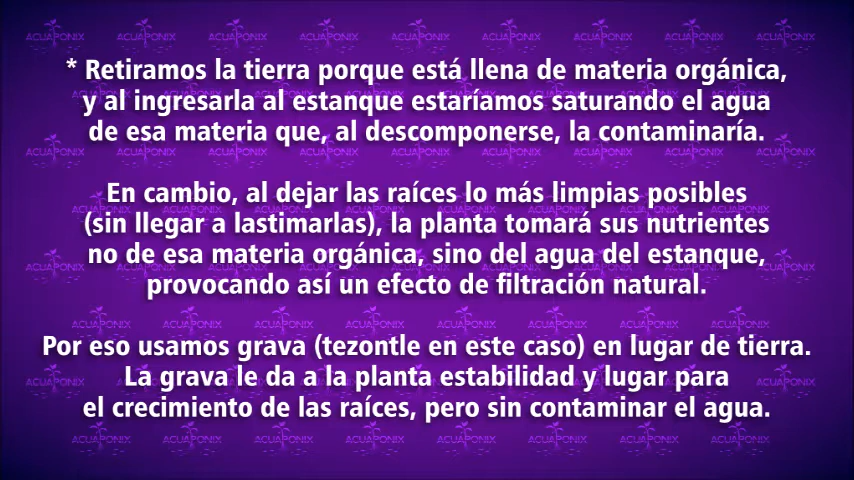 * Retiramos la tierra porque está llena de materia orgánica,
y al ingresarla al estanque estaríamos saturando el agua
de esa materia que, al descomponerse, la contaminaría.
En cambio, al dejar las raíces lo más limpias posibles
(sin llegar a lastimarlas), la planta tomará sus nutrientes
no de esa materia orgánica, sino del agua del estanque,
provocando así un efecto de filtración natural.
Por eso usamos grava (tezontle en este caso) en lugar de tierra.
La grava le da a la planta estabilidad y lugar para
el crecimiento de las raíces, pero sin contaminar el agua.
ACUAPONIX